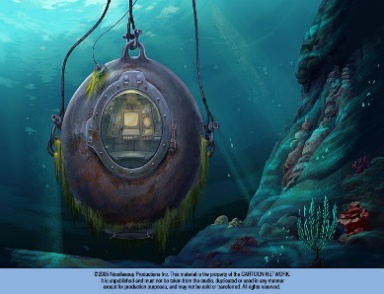 ©2005 Noodlesoup Productions Inc. This material is the property of the CARTOON NETWORK.
It is unpublished and must not be taken from the studio, duplicated or used in any manner
except for production purposes, and may not be sold or transferred. All rights reserved.